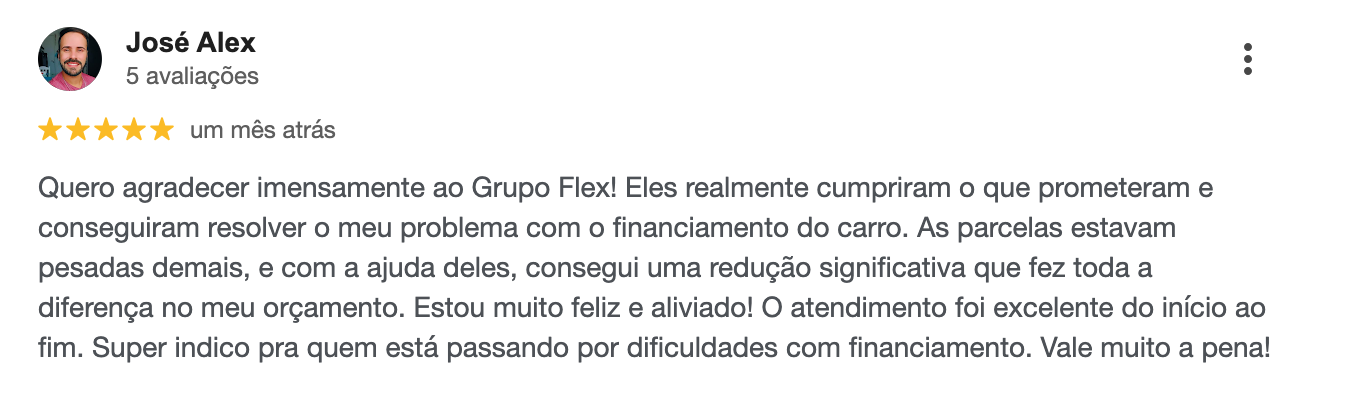 José Alex
5 avaliações
um mês atrás
Quero agradecer imensamente ao Grupo Flex! Eles realmente cumpriram o que prometeram e
conseguiram resolver o meu problema com o financiamento do carro. As parcelas estavam
pesadas demais, e com a ajuda deles, consegui uma redução significativa que fez toda a
diferença no meu orçamento. Estou muito feliz e aliviado! O atendimento foi excelente do início ao
fim. Super indico pra quem está passando por dificuldades com financiamento. Vale muito a pena!